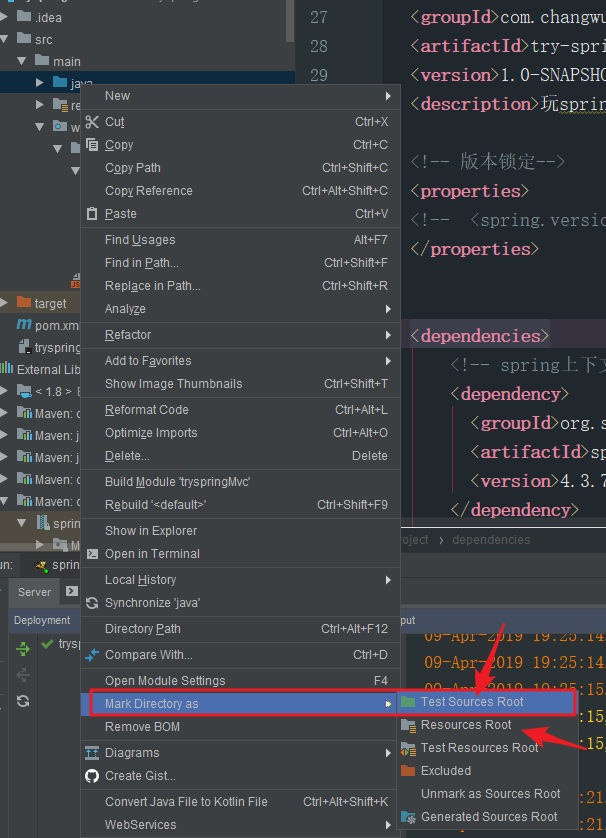 .idea
src
main
java
re
w
target
pom.xml
tryspring
External Lib
< 1.8 >
Maven: c
Maven: j
Maven: j
Maven: j
Maven: c
spring
M
un:
sprin
Server
Deployment
trysp
New
Cut Ctrl+X
Copy Ctrl+C
Copy Path Ctrl+Shift+C
Copy Reference Ctrl+Alt+Shift+C
Paste Ctrl+V
Find Usages Alt+F7
Find in Path... Ctrl+Shift+F
Replace in Path... Ctrl+Shift+R
Analyze
Refactor
Add to Favorites
Show Image Thumbnails Ctrl+Shift+T
Reformat Code Ctrl+Alt+L
Optimize Imports Ctrl+Alt+O
Delete... Delete
Build Module 'tryspringMvc'
Rebuild '<default>' Ctrl+Shift+F9
Show in Explorer
Open in Terminal
Local History
Synchronize 'java'
Directory Path Ctrl+Alt+F12
Compare With... Ctrl+D
Open Module Settings F4
Mark Directory as
Remove BOM
Diagrams
Create Gist...
Convert Java File to Kotlin File Ctrl+Alt+Shift+K
WebServices
Test Sources Root
Resources Root
Test Resources Root
Excluded
Unmark as Sources Root
Generated Sources Root
27 <groupId>com.changwu
28 <artifactId>try-spri
29 <version>1.0-SNAPSHO
<description>玩spring
<!-- 版本锁定-->
<properties>
<!-- <spring.versio
</properties>
<dependencies>
<!-- spring上下文
<dependency>
<groupId>org.s
<artifactId>sp
<version>4.3.7
</dependency>
roject › dependencies
put
09-Apr-2019 19:25:14.
09-Apr-2019 19:25:14.
09-Apr-2019 19:25:15.
:15,
:15,
:21.
:21.